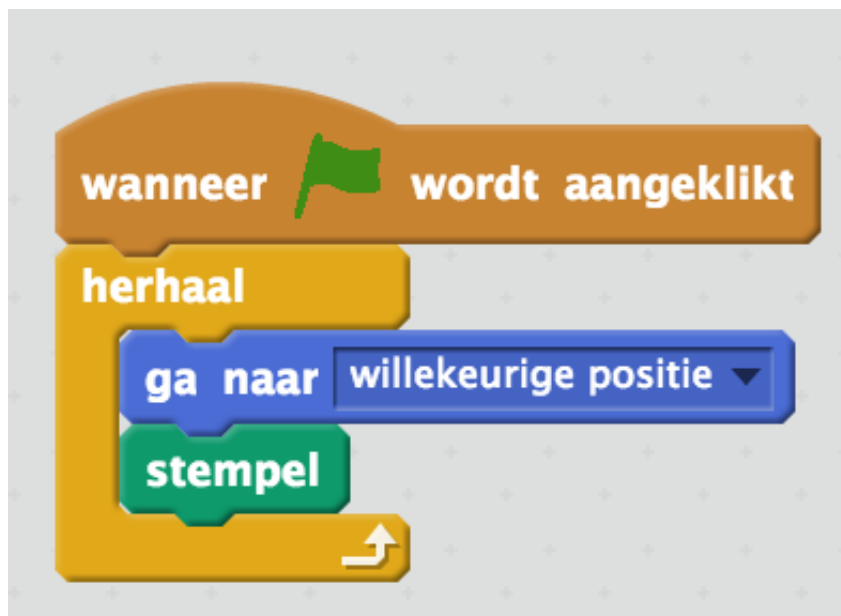 wanneer wordt aangeklikt
herhaal
ga naar willekeurige positie
stempel